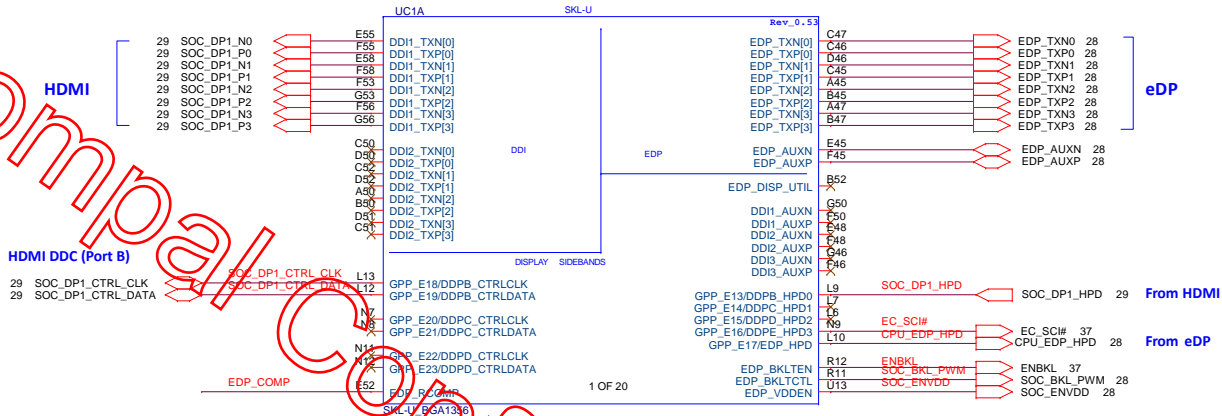 UC1A
SKL-U
Rev_0.53
HDMI
29 SOC_DP1_N0 E55 DDI1_TXN[0]
29 SOC_DP1_P0 F55 DDI1_TXP[0]
29 SOC_DP1_N1 E58 DDI1_TXN[1]
29 SOC_DP1_P1 F58 DDI1_TXP[1]
29 SOC_DP1_N2 F53 DDI1_TXN[2]
29 SOC_DP1_P2 G53 DDI1_TXP[2]
29 SOC_DP1_N3 F56 DDI1_TXN[3]
29 SOC_DP1_P3 G56 DDI1_TXP[3]
C50 DDI2_TXN[0]
D50 DDI2_TXP[0]
C52 DDI2_TXN[1]
D52 DDI2_TXP[1]
A50 DDI2_TXN[2]
B50 DDI2_TXP[2]
D51 DDI2_TXN[3]
C51 DDI2_TXP[3]
DDI
EDP
DISPLAY SIDEBANDS
HDMI DDC (Port B)
29 SOC_DP1_CTRL_CLK SOC_DP1_CTRL_CLK L13 GPP_E18/DDPB_CTRLCLK
29 SOC_DP1_CTRL_DATA SOC_DP1_CTRL_DATA L12 GPP_E19/DDPB_CTRLDATA
N7 GPP_E20/DDPC_CTRLCLK
N8 GPP_E21/DDPC_CTRLDATA
N11 GPP_E22/DDPD_CTRLCLK
N12 GPP_E23/DDPD_CTRLDATA
EDP_COMP E52 EDP_RCOMP
SKL-U_BGA1356
1 OF 20
EDP_TXN[0] C47 EDP_TXN0 28
EDP_TXP[0] C46 EDP_TXP0 28
EDP_TXN[1] D46 EDP_TXN1 28
EDP_TXP[1] C45 EDP_TXP1 28
EDP_TXN[2] A45 EDP_TXN2 28
EDP_TXP[2] B45 EDP_TXP2 28
EDP_TXN[3] A47 EDP_TXN3 28
EDP_TXP[3] B47 EDP_TXP3 28
eDP
EDP_AUXN E45 EDP_AUXN 28
EDP_AUXP F45 EDP_AUXP 28
EDP_DISP_UTIL B52
DDI1_AUXN G50
DDI1_AUXP F50
DDI2_AUXN E48
DDI2_AUXP F48
DDI3_AUXN G46
DDI3_AUXP F46
GPP_E13/DDPB_HPD0 L9 SOC_DP1_HPD SOC_DP1_HPD 29 From HDMI
GPP_E14/DDPC_HPD1 L7
GPP_E15/DDPD_HPD2 L6
GPP_E16/DDPE_HPD3 N9 EC_SCI# EC_SCI# 37
GPP_E17/EDP_HPD L10 CPU_EDP_HPD CPU_EDP_HPD 28 From eDP
EDP_BKLTEN R12 ENBKL ENBKL 37
EDP_BKLTCTL R11 SOC_BKL_PWM SOC_BKL_PWM 28
EDP_VDDEN U13 SOC_ENVDD SOC_ENVDD 28